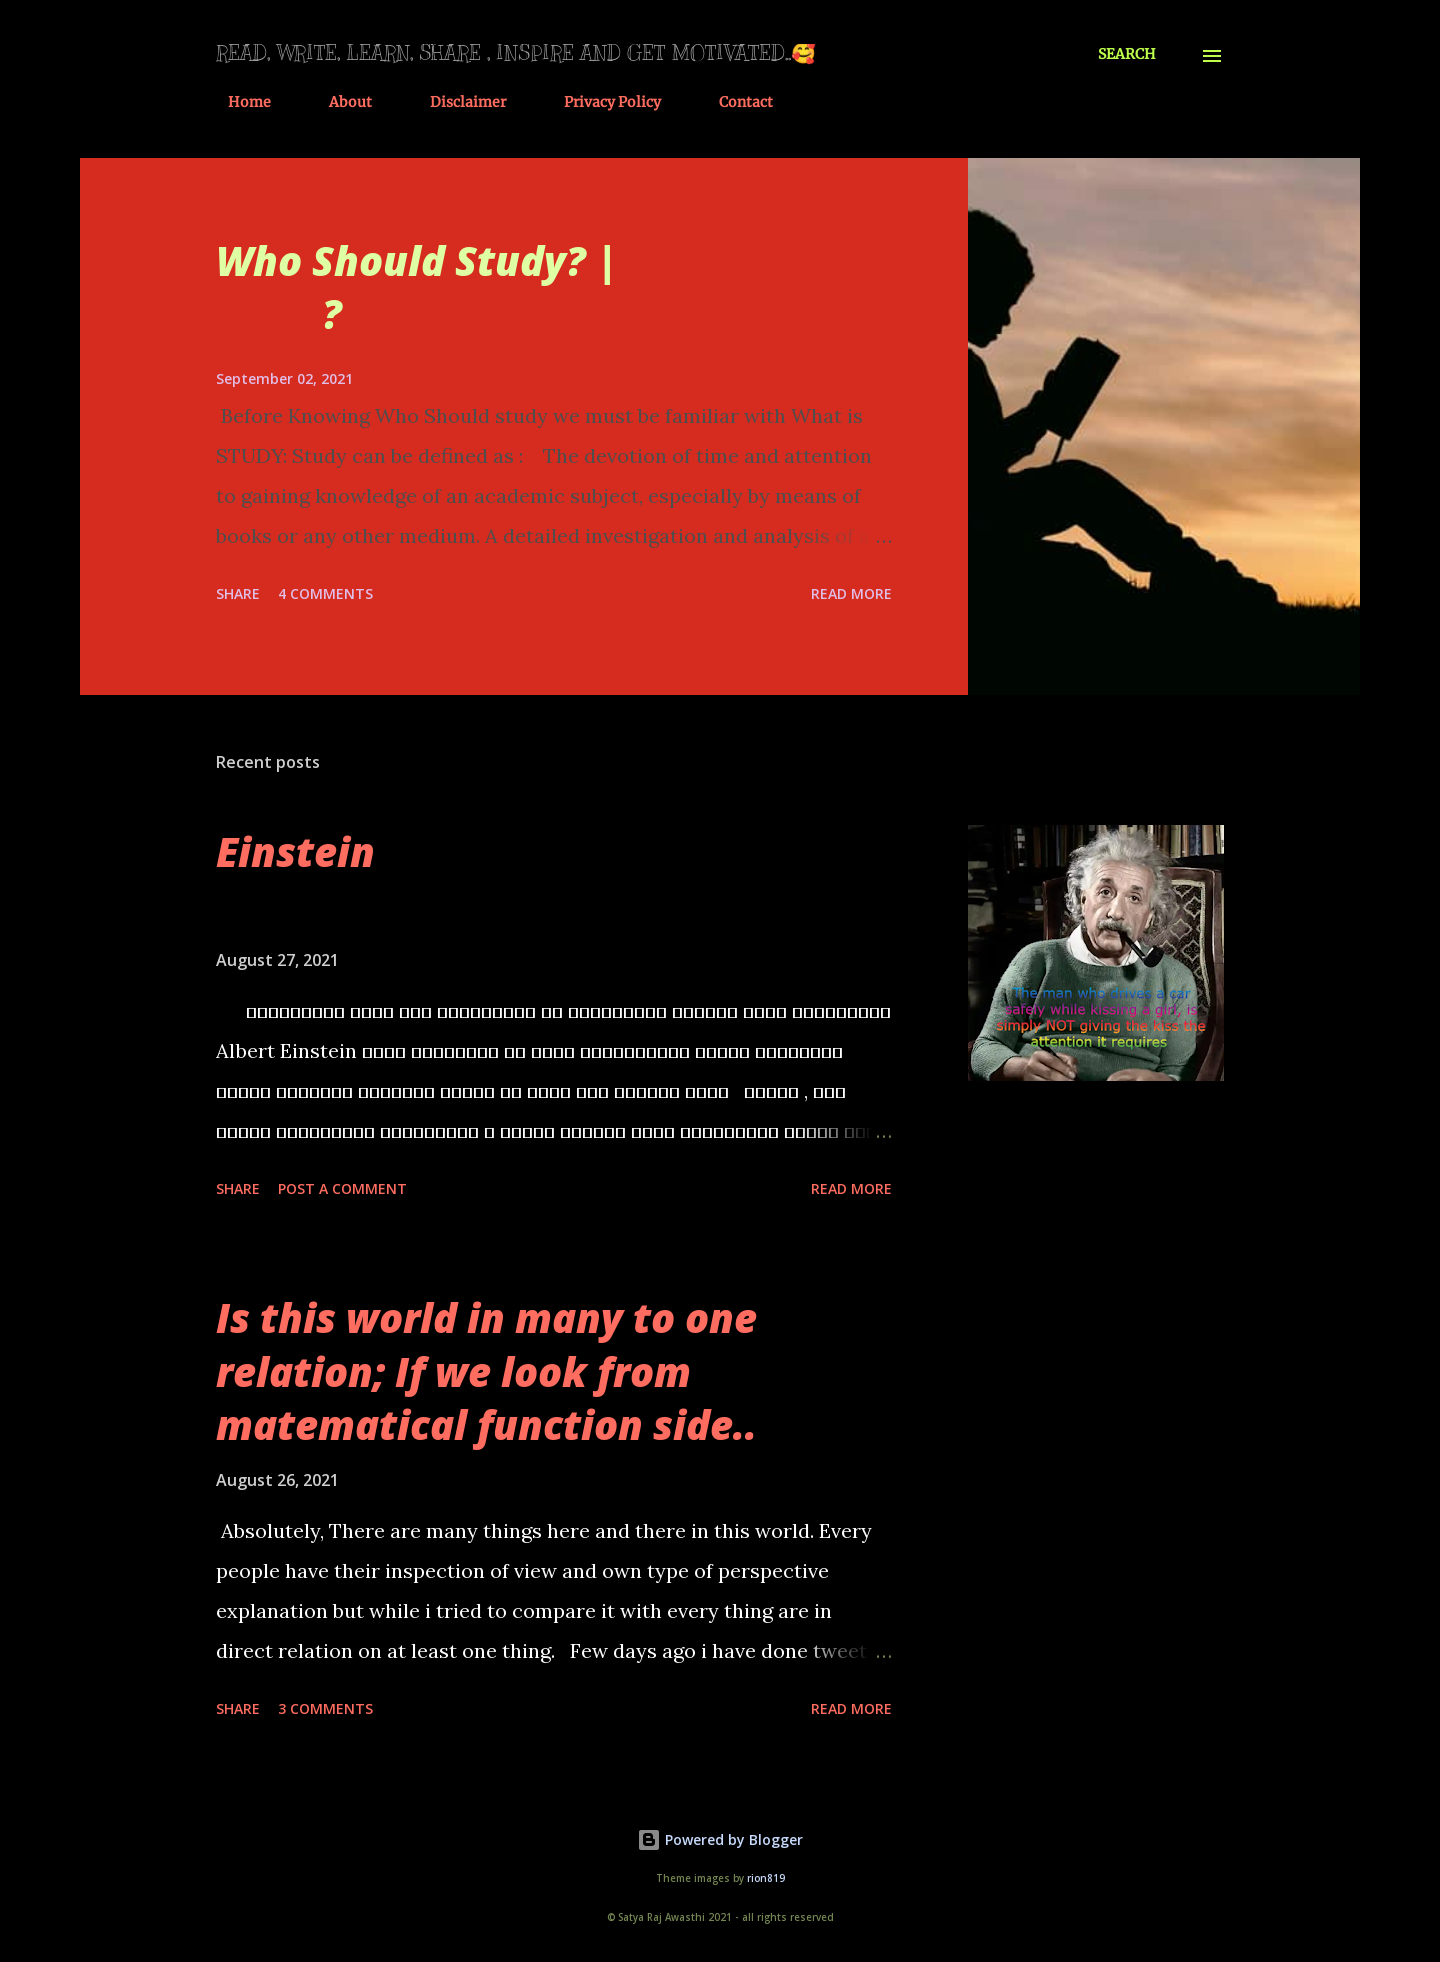 READ, WRITE, LEARN, SHARE , INSPIRE AND GET MOTIVATED..🥰
SEARCH
Home About Disclaimer Privacy Policy Contact
Who Should Study? |
?
September 02, 2021
Before Knowing Who Should study we must be familiar with What is
STUDY: Study can be defined as : The devotion of time and attention
to gaining knowledge of an academic subject, especially by means of
books or any other medium. A detailed investigation and analysis of …
SHARE 4 COMMENTS READ MORE
Recent posts
Einstein
August 27, 2021
Albert Einstein
,
…
The man who drives a car
safely while kissing a girl, is
simply NOT giving the kiss the
attention it requires
SHARE POST A COMMENT READ MORE
Is this world in many to one
relation; If we look from
matematical function side..
August 26, 2021
Absolutely, There are many things here and there in this world. Every
people have their inspection of view and own type of perspective
explanation but while i tried to compare it with every thing are in
direct relation on at least one thing. Few days ago i have done tweet …
SHARE 3 COMMENTS READ MORE
Powered by Blogger
Theme images by rion819
© Satya Raj Awasthi 2021 - all rights reserved